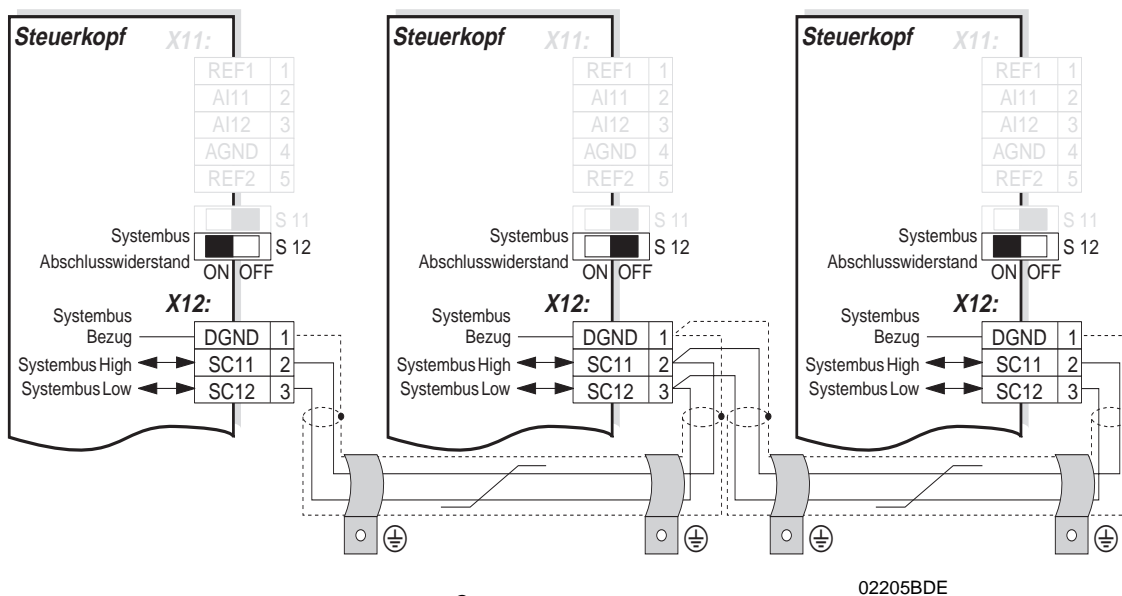 Steuerkopf X11:
REF1 1
AI11 2
AI12 3
AGND 4
REF2 5
S 11
Systembus
Abschlusswiderstand
S 12
ON OFF
X12:
Systembus
Bezug
DGND 1
Systembus High SC11 2
Systembus Low SC12 3
Steuerkopf X11:
REF1 1
AI11 2
AI12 3
AGND 4
REF2 5
S 11
Systembus
Abschlusswiderstand
S 12
ON OFF
X12:
Systembus
Bezug
DGND 1
Systembus High SC11 2
Systembus Low SC12 3
Steuerkopf X11:
REF1 1
AI11 2
AI12 3
AGND 4
REF2 5
S 11
Systembus
Abschlusswiderstand
S 12
ON OFF
X12:
Systembus
Bezug
DGND 1
Systembus High SC11 2
Systembus Low SC12 3
02205BDE